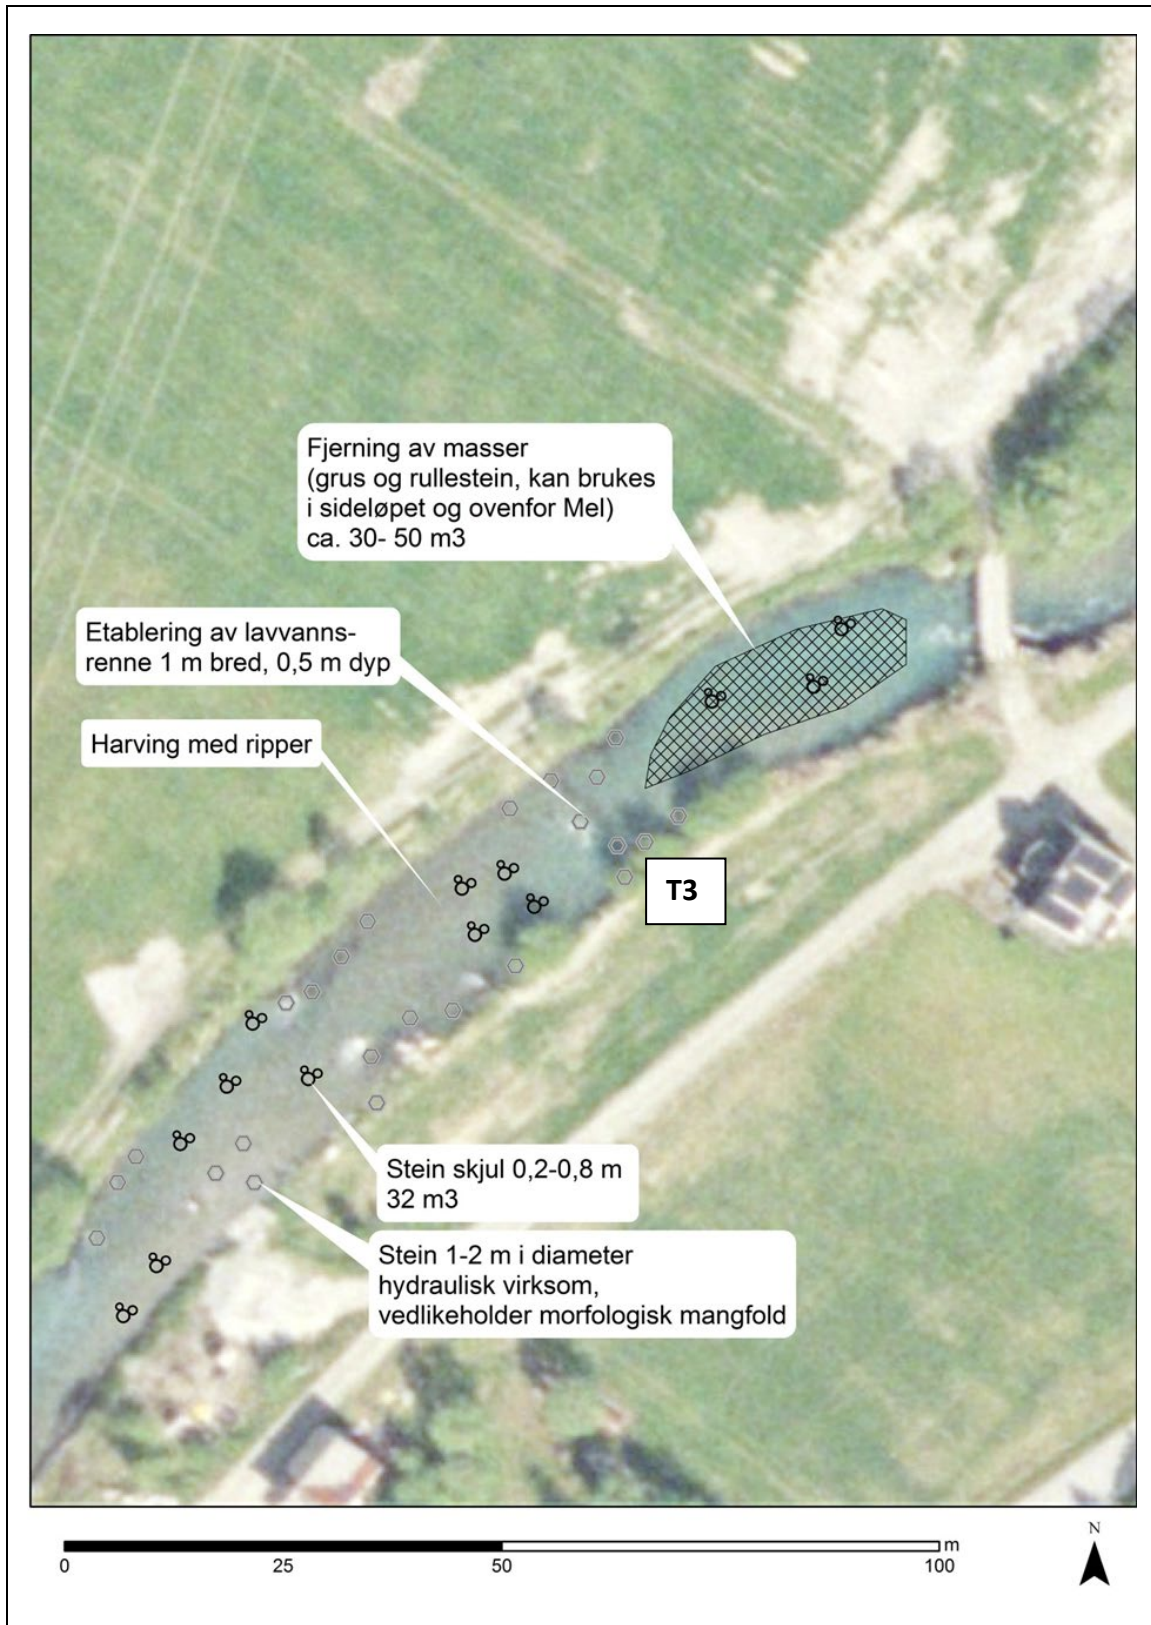 Fjerning av masser
(grus og rullestein, kan brukes
i sideløpet og ovenfor Mel)
ca. 30- 50 m3
Etablering av lavvanns-
renne 1 m bred, 0,5 m dyp
Harving med ripper
T3
Stein skjul 0,2-0,8 m
32 m3
Stein 1-2 m i diameter
hydraulisk virksom,
vedlikeholder morfologisk mangfold
N
m
0 25 50 100